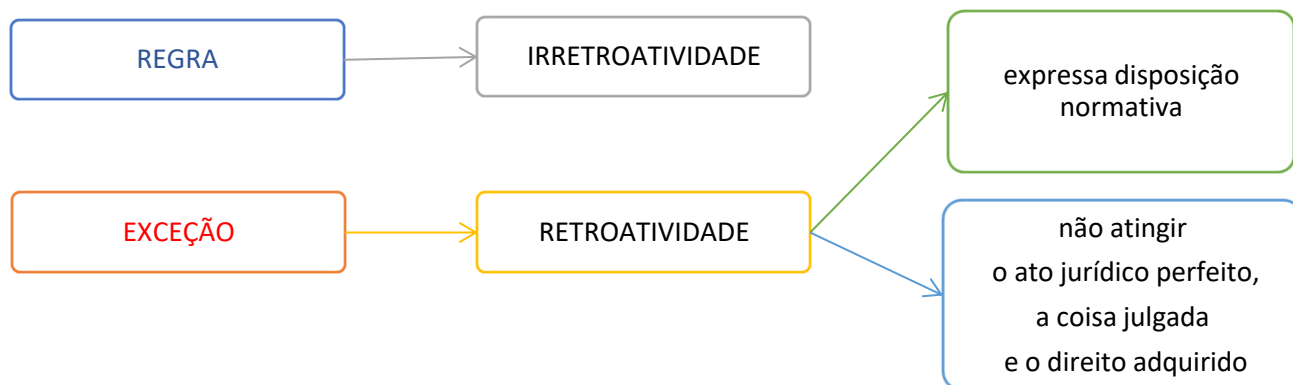 REGRA
IRRETROATIVIDADE
expressa disposição
normativa
EXCEÇÃO
RETROATIVIDADE
não atingir
o ato jurídico perfeito,
a coisa julgada
e o direito adquirido